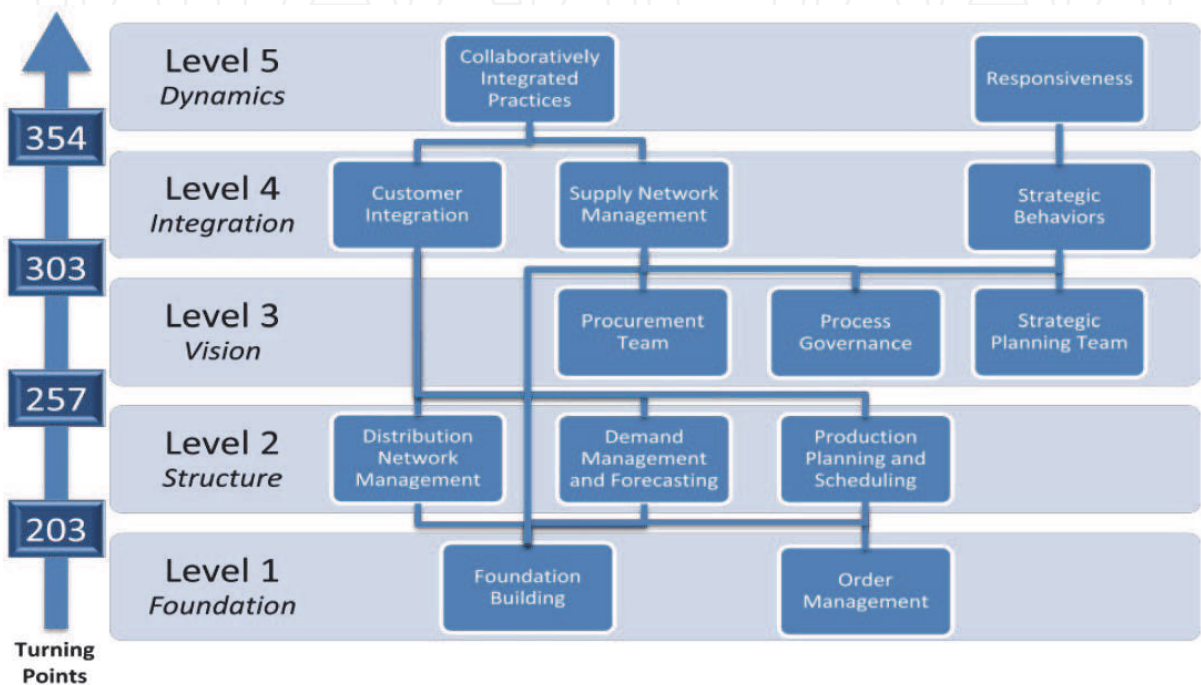 Level 5
Dynamics
Collaboratively
Integrated
Practices
Responsiveness
354
Level 4
Integration
Customer
Integration
Supply Network
Management
Strategic
Behaviors
303
Level 3
Vision
Procurement
Team
Process
Governance
Strategic
Planning Team
257
Level 2
Structure
Distribution
Network
Management
Demand
Management
and Forecasting
Production
Planning and
Scheduling
203
Level 1
Foundation
Foundation
Building
Order
Management
Turning
Points